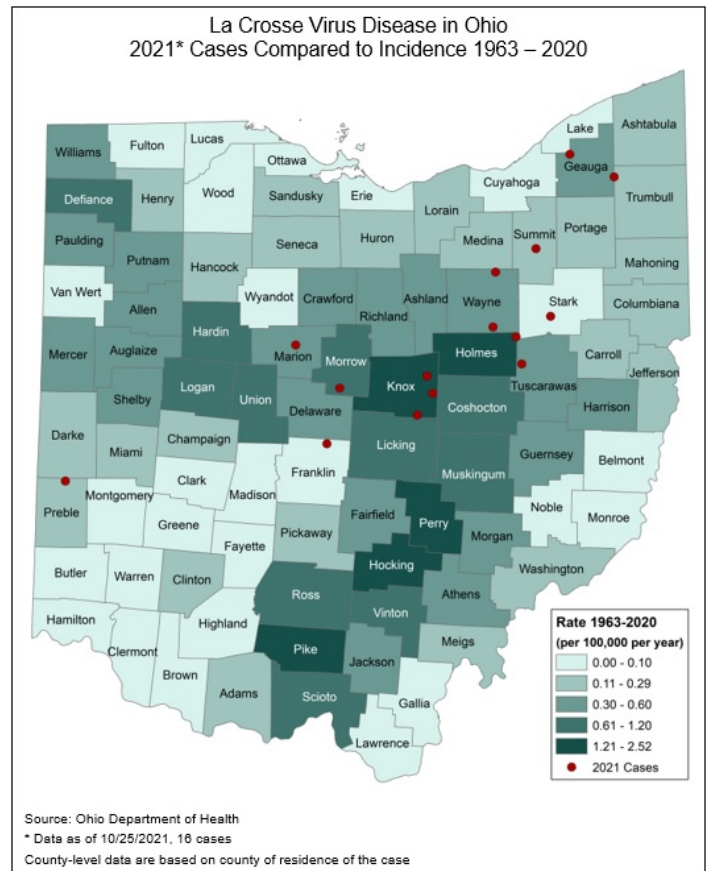 La Crosse Virus Disease in Ohio
2021* Cases Compared to Incidence 1963 – 2020
Lake
Ashtabula
Williams
Fulton
Lucas
Ottawa
Geauga
Cuyahoga
Defiance
Henry
Wood
Sandusky
Erie
Lorain
Trumbull
Paulding
Putnam
Hancock
Seneca
Huron
Medina
Summit
Portage
Mahoning
Van Wert
Allen
Wyandot
Crawford
Richland
Ashland
Wayne
Stark
Columbiana
Mercer
Auglaize
Hardin
Marion
Morrow
Knox
Holmes
Carroll
Jefferson
Tuscarawas
Shelby
Logan
Union
Delaware
Coshocton
Harrison
Darke
Miami
Champaign
Licking
Clark
Franklin
Muskingum
Guernsey
Belmont
Madison
Montgomery
Preble
Greene
Fairfield
Perry
Noble
Monroe
Pickaway
Fayette
Morgan
Butler
Warren
Clinton
Hocking
Washington
Ross
Athens
Vinton
Hamilton
Highland
Meigs
Clermont
Pike
Jackson
Brown
Adams
Scioto
Gallia
Lawrence
Rate 1963-2020
(per 100,000 per year)
0.00 - 0.10
0.11 - 0.29
0.30 - 0.60
0.61 - 1.20
1.21 - 2.52
2021 Cases
Source: Ohio Department of Health
* Data as of 10/25/2021, 16 cases
County-level data are based on county of residence of the case